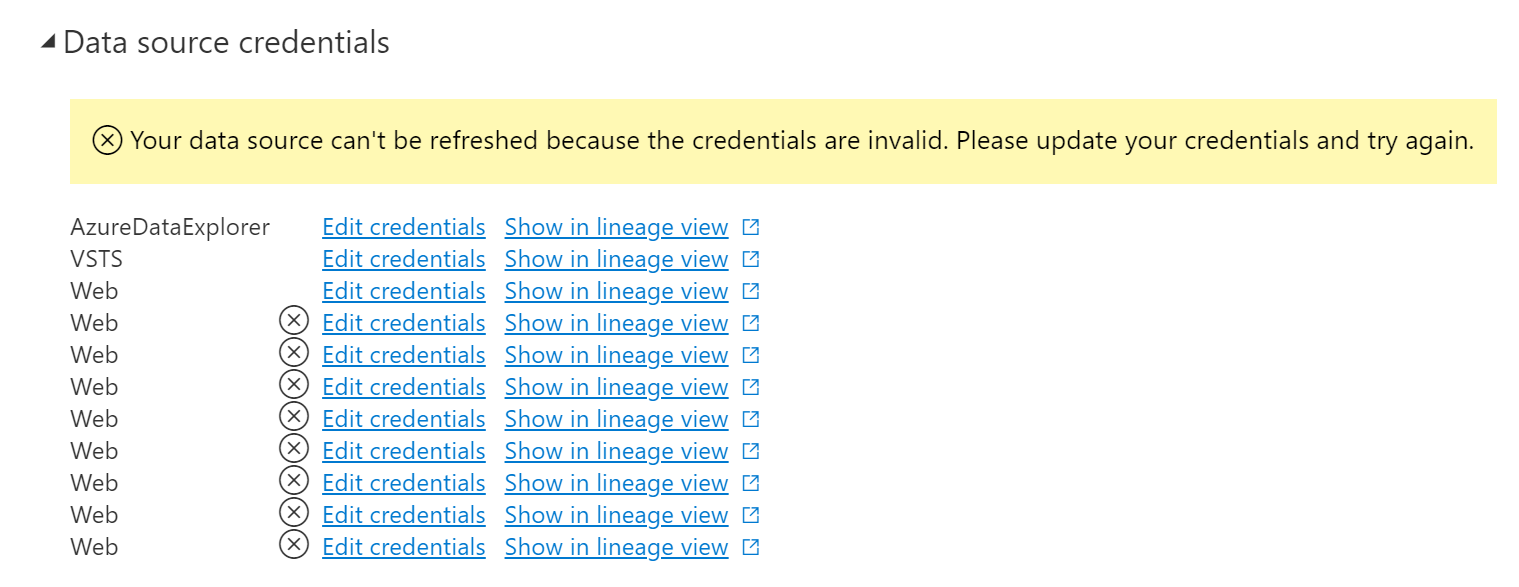 Data source credentials
Your data source can't be refreshed because the credentials are invalid. Please update your credentials and try again.
AzureDataExplorer Edit credentials Show in lineage view
VSTS Edit credentials Show in lineage view
Web Edit credentials Show in lineage view
Web Edit credentials Show in lineage view
Web Edit credentials Show in lineage view
Web Edit credentials Show in lineage view
Web Edit credentials Show in lineage view
Web Edit credentials Show in lineage view
Web Edit credentials Show in lineage view
Web Edit credentials Show in lineage view
Web Edit credentials Show in lineage view